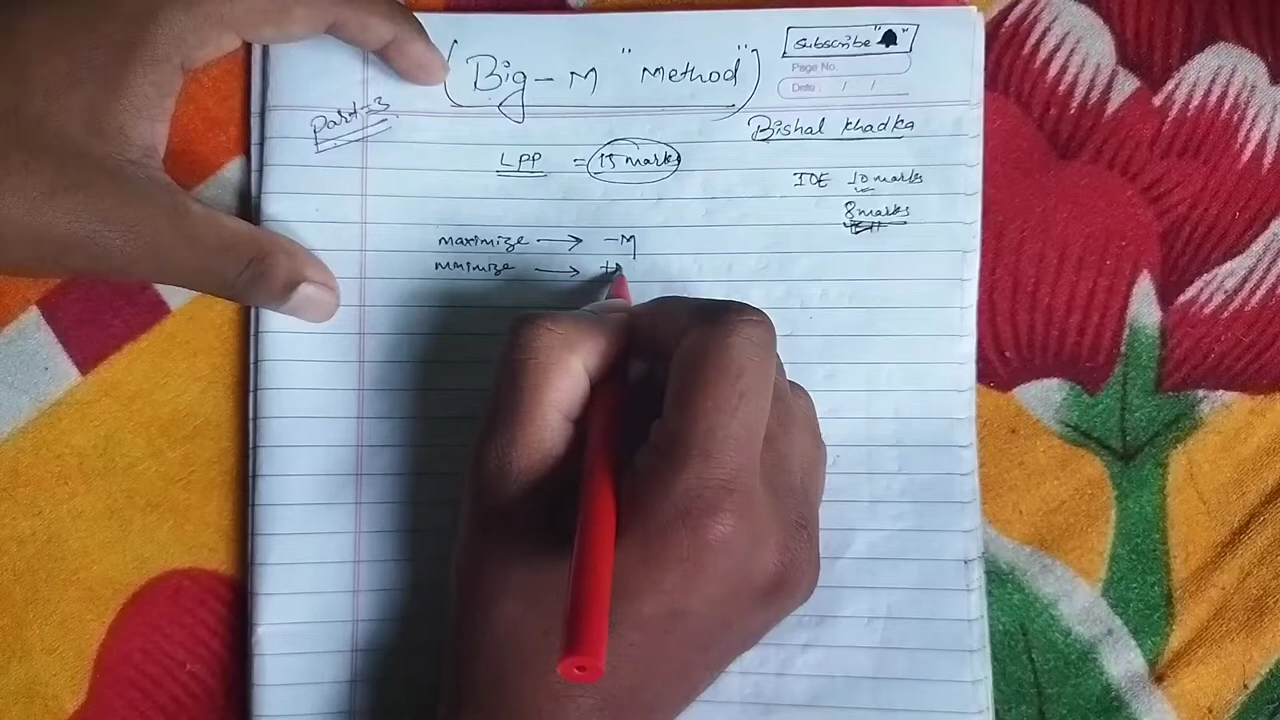 (Big-M "Method")
Subscribe "🔔"
Page No.
Date: / /
Part-3
Bishal Khadka
LPP = 15 marks
IOE 10 marks
8 marks
maximize → -M
minimize →